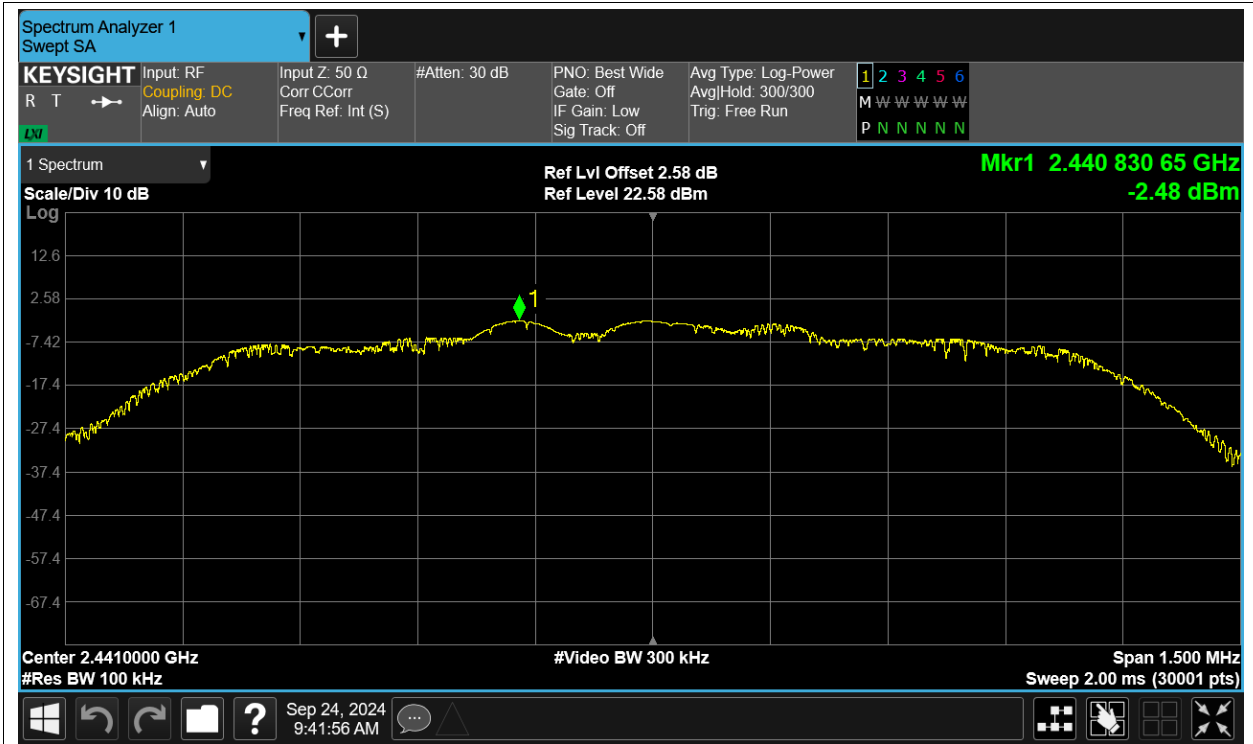 Spectrum Analyzer 1
Swept SA
KEYSIGHT
R T
LXI
Input: RF
Coupling: DC
Align: Auto
Input Z: 50 Ω
Corr CCorr
Freq Ref: Int (S)
#Atten: 30 dB
PNO: Best Wide
Gate: Off
IF Gain: Low
Sig Track: Off
Avg Type: Log-Power
Avg|Hold: 300/300
Trig: Free Run
1 2 3 4 5 6
M W W W W W
P N N N N N
1 Spectrum
Scale/Div 10 dB
Log
Ref Lvl Offset 2.58 dB
Ref Level 22.58 dBm
Mkr1 2.440 830 65 GHz
-2.48 dBm
12.6
2.58
1
-7.42
-17.4
-27.4
-37.4
-47.4
-57.4
-67.4
Center 2.4410000 GHz
#Video BW 300 kHz
Span 1.500 MHz
#Res BW 100 kHz
Sweep 2.00 ms (30001 pts)
?
Sep 24, 2024
9:41:56 AM